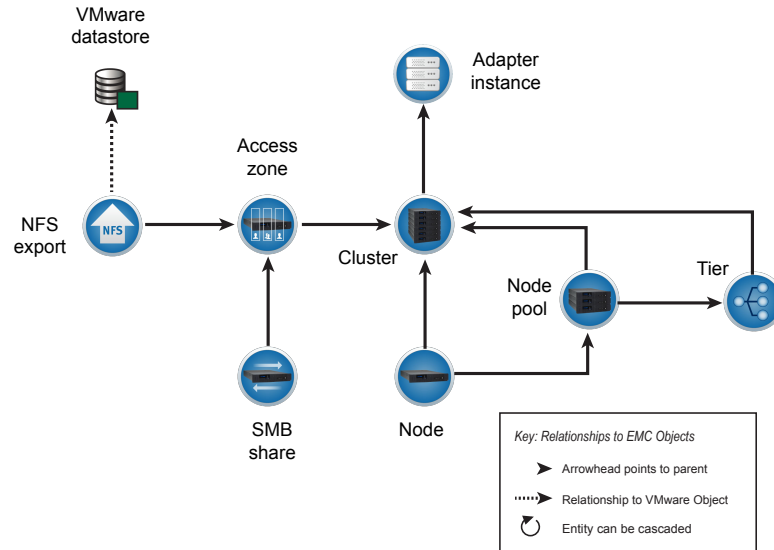 VMware
datastore
Adapter
instance
Access
zone
NFS
export
NFS
Cluster
Node
pool
Tier
SMB
share
Node
Key: Relationships to EMC Objects
Arrowhead points to parent
Relationship to VMware Object
Entity can be cascaded